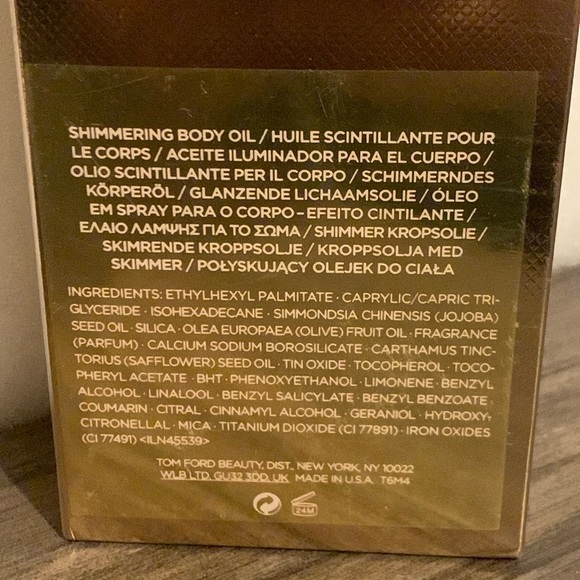 SHIMMERING BODY OIL / HUILE SCINTILLANTE POUR
LE CORPS / ACEITE ILUMINADOR PARA EL CUERPO /
OLIO SCINTILLANTE PER IL CORPO / SCHIMMERNDES
KÖRPERÖL / GLANZENDE LICHAAMSOLIE / ÓLEO
EM SPRAY PARA O CORPO – EFEITO CINTILANTE /
ΕΛΑΙΟ ΛΑΜΨΗΣ ΓΙΑ ΤΟ ΣΩΜΑ / SHIMMER KROPSOLIE /
SKIMRENDE KROPPSOLJE / KROPPSOLJA MED
SKIMMER / POŁYSKUJĄCY OLEJEK DO CIAŁA
INGREDIENTS: ETHYLHEXYL PALMITATE · CAPRYLIC/CAPRIC TRI-
GLYCERIDE · ISOHEXADECANE · SIMMONDSIA CHINENSIS (JOJOBA)
SEED OIL · SILICA · OLEA EUROPAEA (OLIVE) FRUIT OIL · FRAGRANCE
(PARFUM) · CALCIUM SODIUM BOROSILICATE · CARTHAMUS TINC-
TORIUS (SAFFLOWER) SEED OIL · TIN OXIDE · TOCOPHEROL · TOCO-
PHERYL ACETATE · BHT · PHENOXYETHANOL · LIMONENE · BENZYL
ALCOHOL · LINALOOL · BENZYL SALICYLATE · BENZYL BENZOATE ·
COUMARIN · CITRAL · CINNAMYL ALCOHOL · GERANIOL · HYDROXY-
CITRONELLAL · MICA · TITANIUM DIOXIDE (CI 77891) · IRON OXIDES
(CI 77491) <ILN45539>
TOM FORD BEAUTY, DIST., NEW YORK, NY 10022
WLB LTD, GU32 3DD, UK MADE IN U.S.A. T6M4
24M